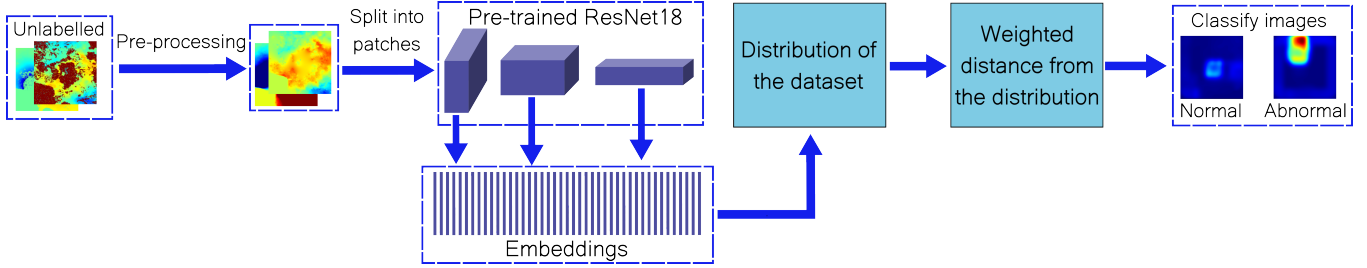 Unlabelled
Pre-processing
Split into
patches
Pre-trained ResNet18
Embeddings
Distribution of
the dataset
Weighted
distance from
the distribution
Classify images
Normal
Abnormal